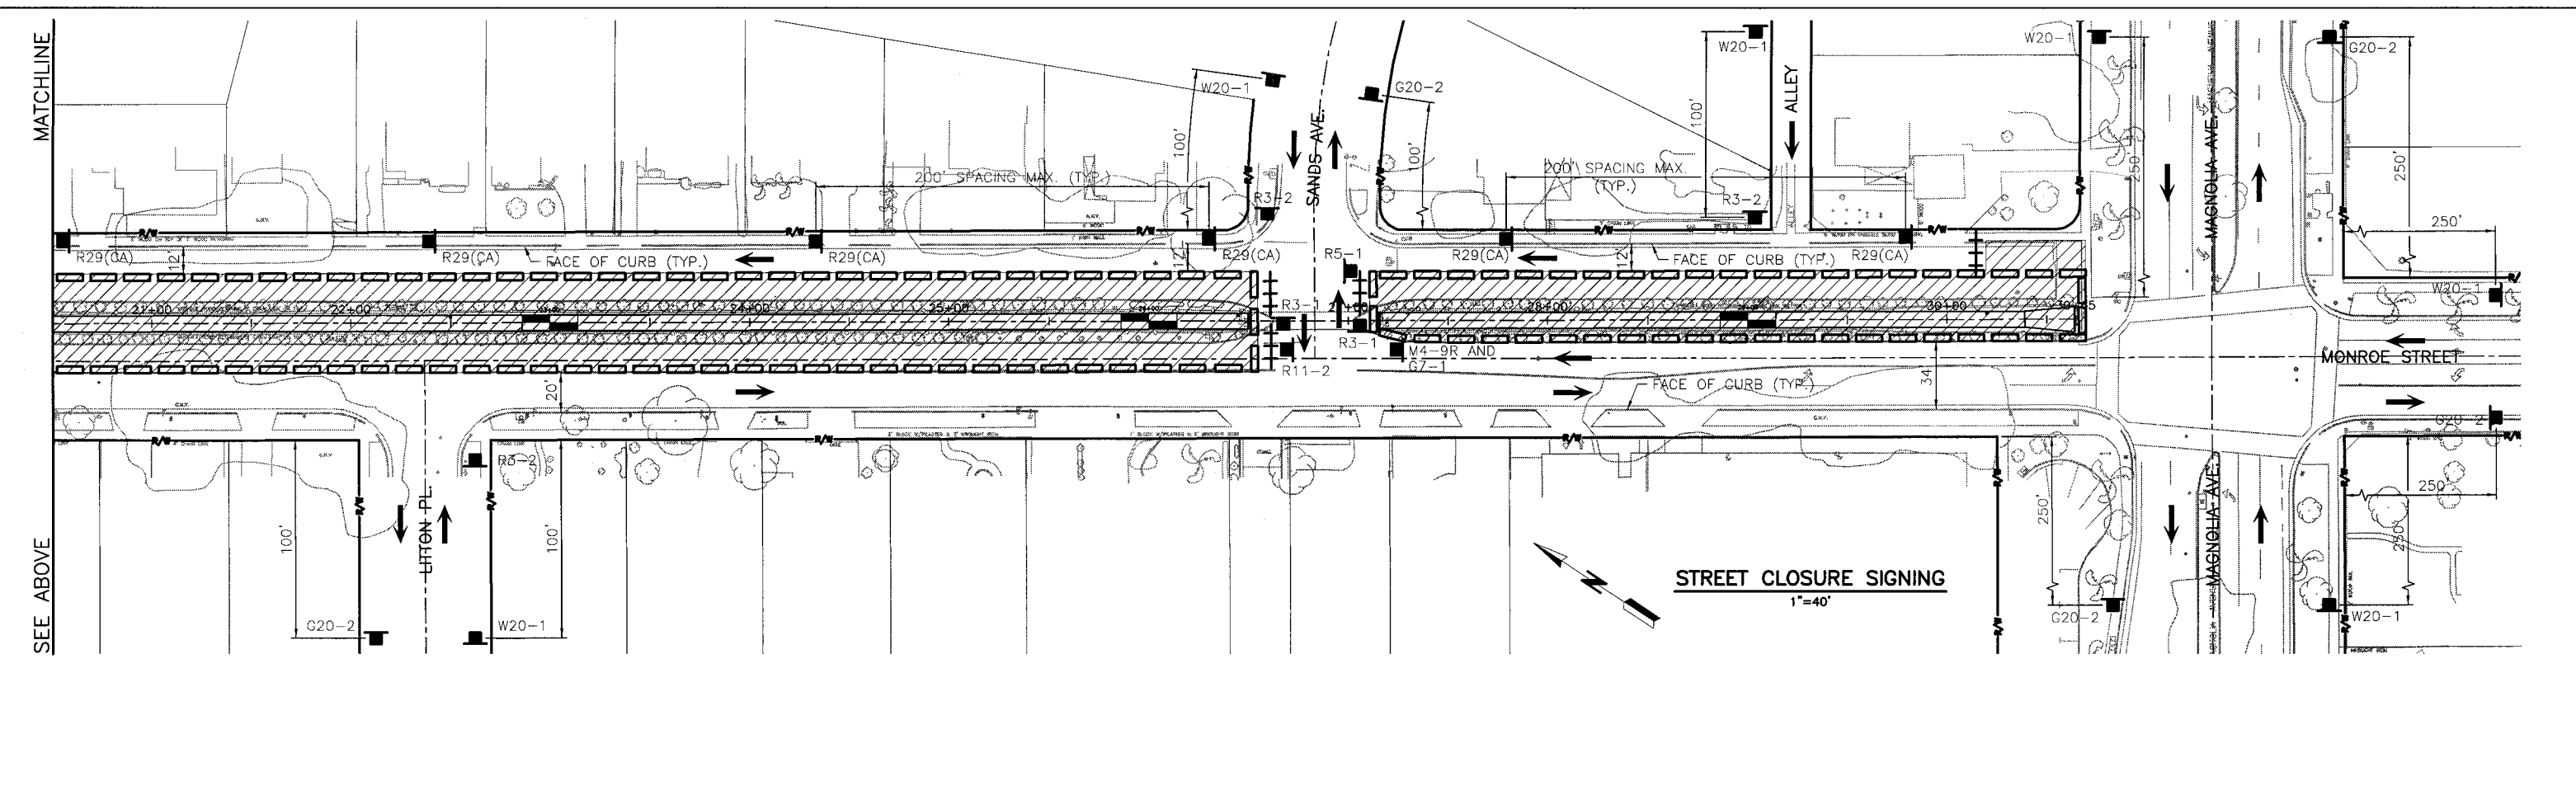 MATCHLINE
SEE ABOVE
W20-1
G20-2
W20-1
W20-1
G20-2
100'
100'
100'
250'
250'
SANDS AVE.
ALLEY
MAGNOLIA AVE.
200' SPACING MAX. (TYP.)
200' SPACING MAX.
(TYP.)
R3-2
R3-2
R/W
R/W
R/W
R/W
R/W
R/W
R/W
R/W
R/W
250'
R29(CA)
R29(CA)
R29(CA)
R29(CA)
R29(CA)
R29(CA)
12'
12'
12'
FACE OF CURB (TYP.)
FACE OF CURB (TYP.)
R5-1
W20-1
21+00
22+00
24+00
25+00
28+00
30+00
R3-1
R3-1
R11-2
M4-9R AND
G7-1
MONROE STREET
20'
34'
FACE OF CURB (TYP.)
G20-2
R/W
R/W
R/W
R/W
R3-2
R/W
R/W
R/W
R/W
100'
100'
LITTON PL.
250'
250'
250'
MAGNOLIA AVE.
N
STREET CLOSURE SIGNING
1"=40'
G20-2
W20-1
G20-2
W20-1
R/W
R/W